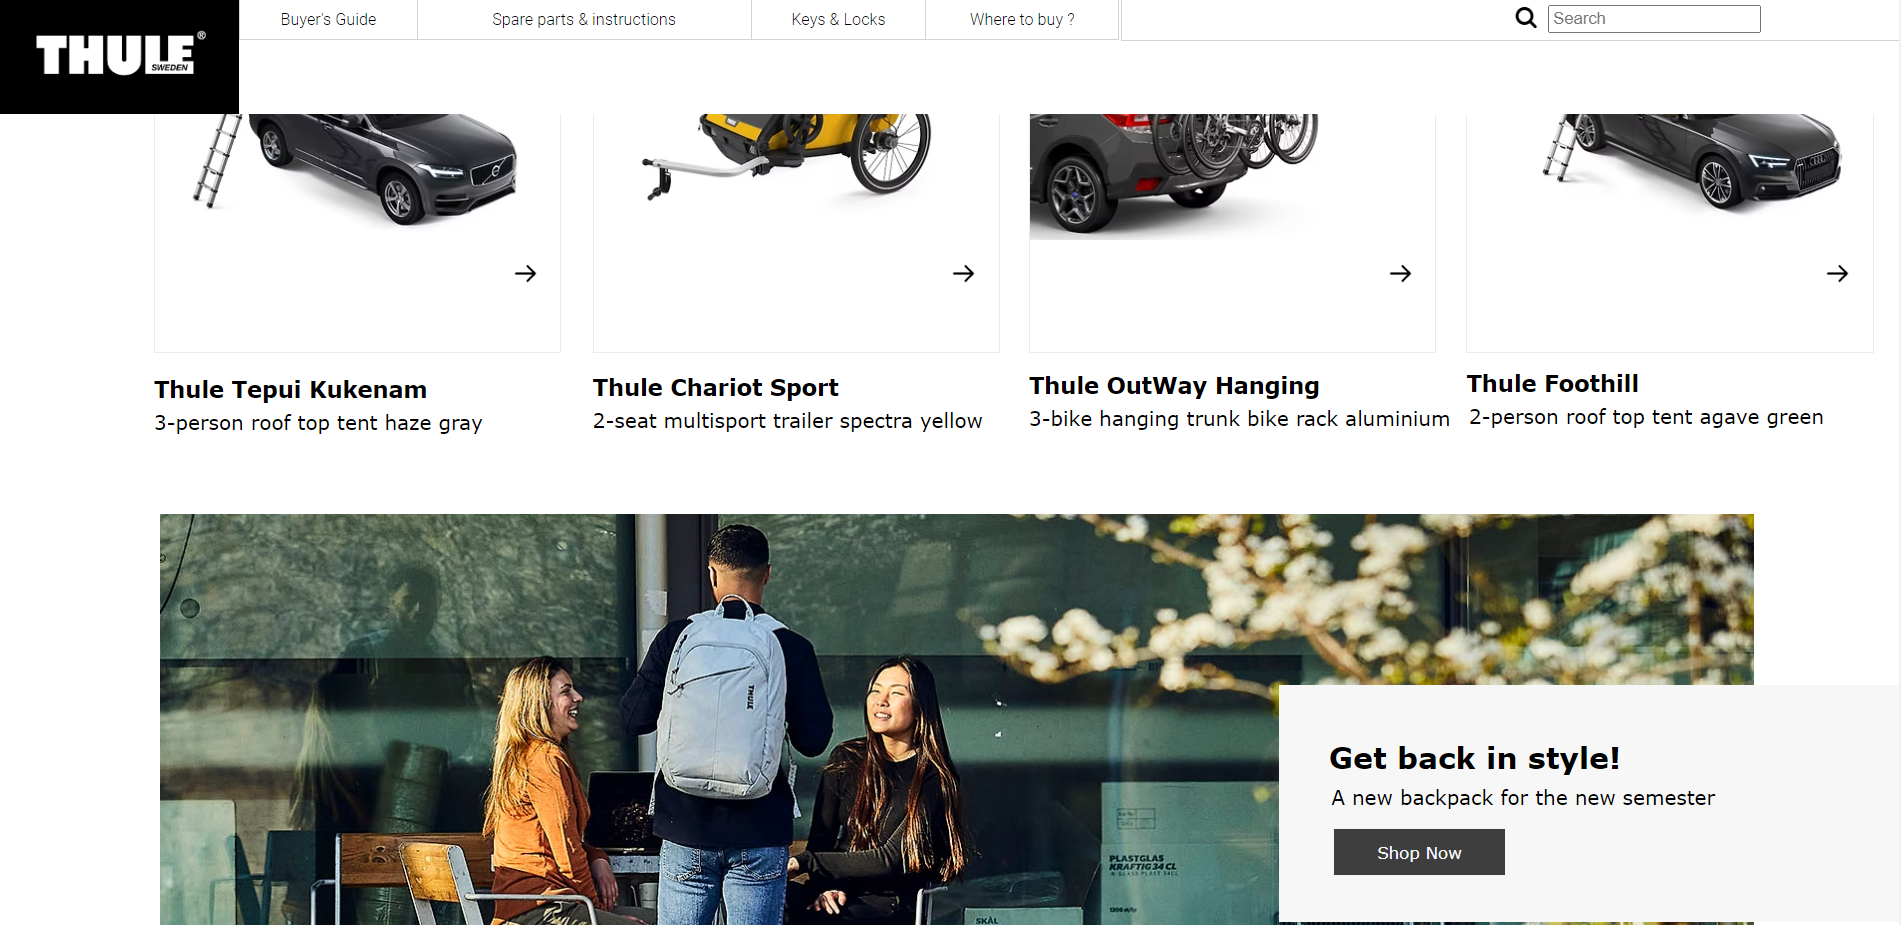 THULE®
SWEDEN
Buyer's Guide
Spare parts & instructions
Keys & Locks
Where to buy ?
Search
Thule Tepui Kukenam
3-person roof top tent haze gray
Thule Chariot Sport
2-seat multisport trailer spectra yellow
Thule OutWay Hanging
3-bike hanging trunk bike rack aluminium
Thule Foothill
2-person roof top tent agave green
THULE
PLASTGLAS
KRAFTIG 34 CL
SKÅL
Get back in style!
A new backpack for the new semester
Shop Now